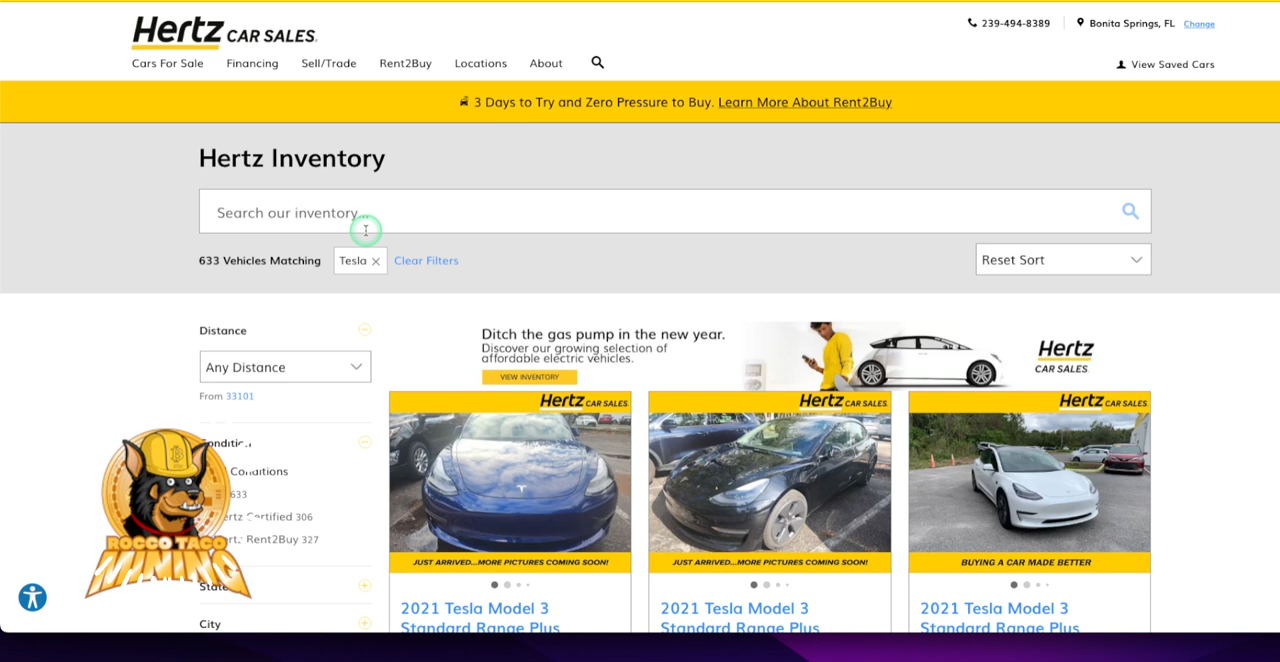 Hertz CAR SALES.
239-494-8389
Bonita Springs, FL Change
Cars For Sale Financing Sell/Trade Rent2Buy Locations About
View Saved Cars
3 Days to Try and Zero Pressure to Buy. Learn More About Rent2Buy
Hertz Inventory
Search our inventory...
633 Vehicles Matching Tesla Clear Filters
Reset Sort
Distance
Any Distance
From 33101
Conditions
633
306
Rent2Buy 327
State
City
ROCCO TACO
MINING
Ditch the gas pump in the new year.
Discover our growing selection of
affordable electric vehicles.
VIEW INVENTORY
Hertz
CAR SALES.
Hertz CAR SALES.
JUST ARRIVED...MORE PICTURES COMING SOON!
2021 Tesla Model 3
Standard Range Plus
Hertz CAR SALES.
JUST ARRIVED...MORE PICTURES COMING SOON!
2021 Tesla Model 3
Standard Range Plus
Hertz CAR SALES.
BUYING A CAR MADE BETTER
2021 Tesla Model 3
Standard Range Plus